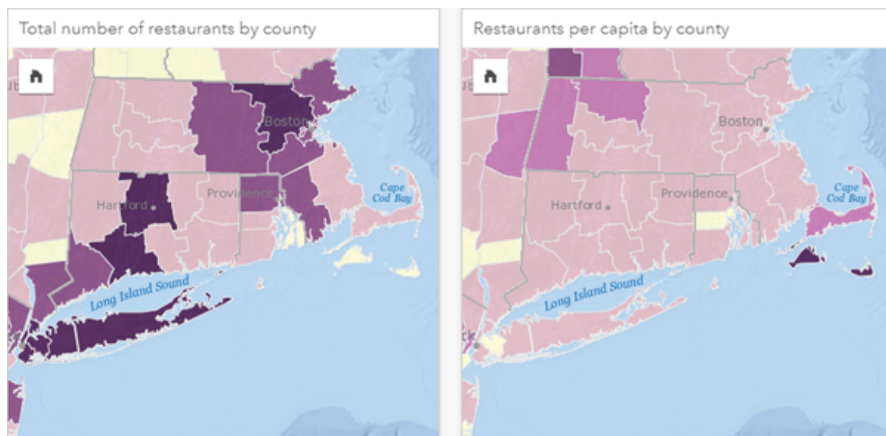 Total number of restaurants by county
Boston
Hartford
Providence
Cape
Cod Bay
Long Island Sound
Restaurants per capita by county
Boston
Hartford
Providence
Cape
Cod Bay
Long Island Sound